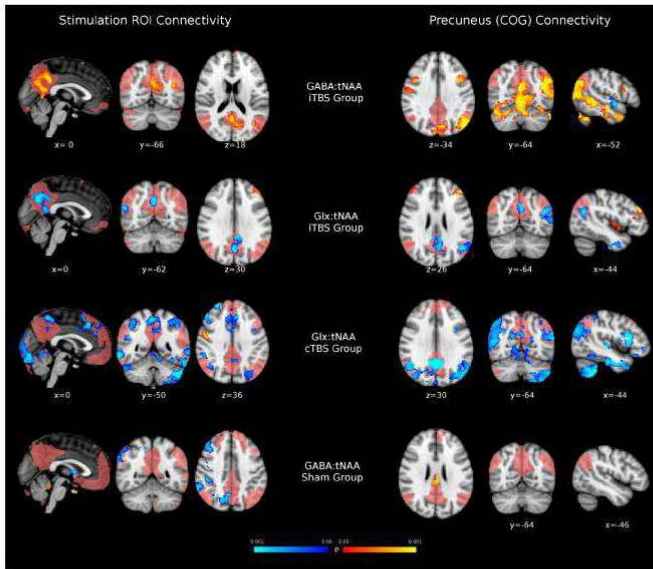 Stimulation ROI Connectivity
Precuneus (COG) Connectivity
GABA:tNAA
iTBS Group
x= 0
y=-66
z=18
z=-34
y=-64
x=-52
Glx:tNAA
iTBS Group
x=0
y=-62
z=30
z=26
y=-64
x=-44
Glx:tNAA
cTBS Group
x=0
y=-50
z=36
z=30
y=-64
x=-44
GABA:tNAA
Sham Group
y=-64
x=-46
0.001
0.05
P
0.05
0.001